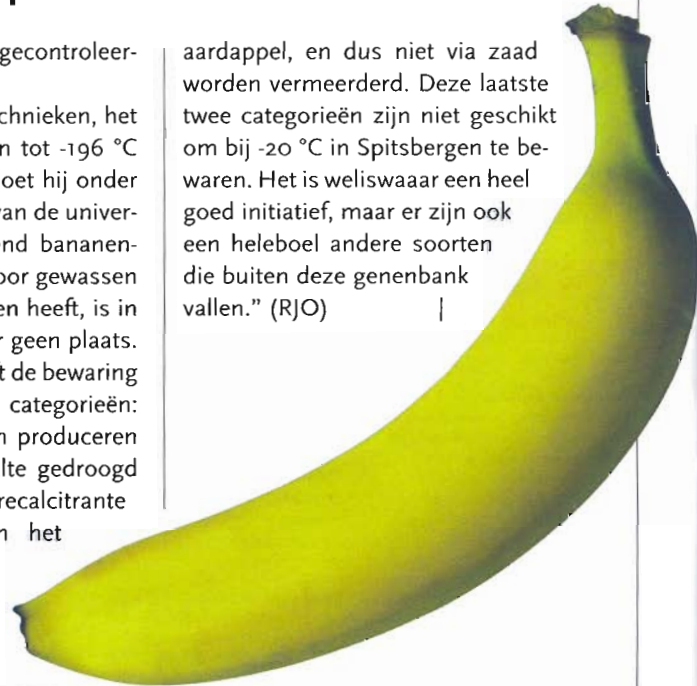 gecontroleer-
chnieken, het
n tot -196 °C
oet hij onder
van de univer-
end bananen-
oor gewassen
en heeft, is in
r geen plaats.
t de bewaring
categorieën:
n produceren
lte gedroogd
recalcitrante
n het
aardappel, en dus niet via zaad
worden vermeerderd. Deze laatste
twee categorieën zijn niet geschikt
om bij -20 °C in Spitsbergen te be-
waren. Het is weliswaaar een heel
goed initiatief, maar er zijn ook
een heleboel andere soorten
die buiten deze genenbank
vallen.” (RJO)